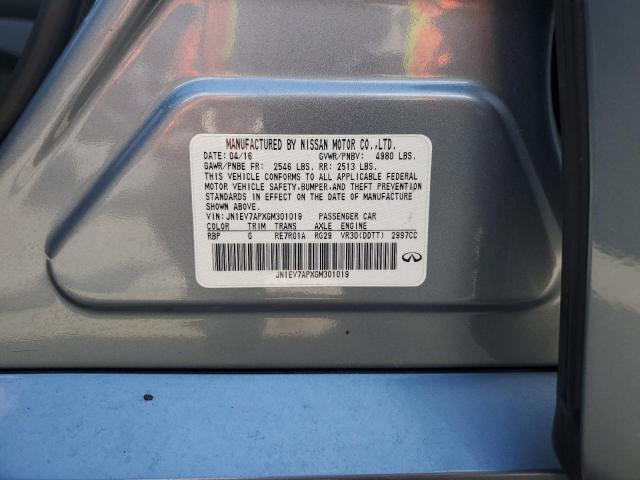 MANUFACTURED BY NISSAN MOTOR CO.,LTD.
DATE: 04/16 GVWR/PNBV: 4980 LBS.
GAWR/PNBE FR: 2546 LBS. RR: 2513 LBS.
THIS VEHICLE CONFORMS TO ALL APPLICABLE FEDERAL
MOTOR VEHICLE SAFETY,BUMPER,AND THEFT PREVENTION
STANDARDS IN EFFECT ON THE DATE OF MANUFACTURE
SHOWN ABOVE.
VIN: JN1EV7APXGM301019 PASSENGER CAR
COLOR TRIM TRANS AXLE ENGINE
RBP G RE7R01A RG29 VR30(DDTT) 2997CC
JN1EV7APXGM301019